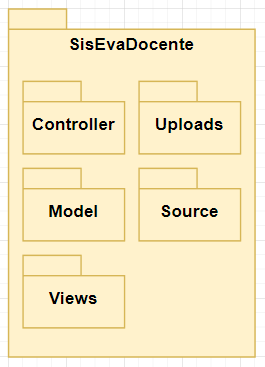 SisEvaDocente
Controller
Uploads
Model
Source
Views